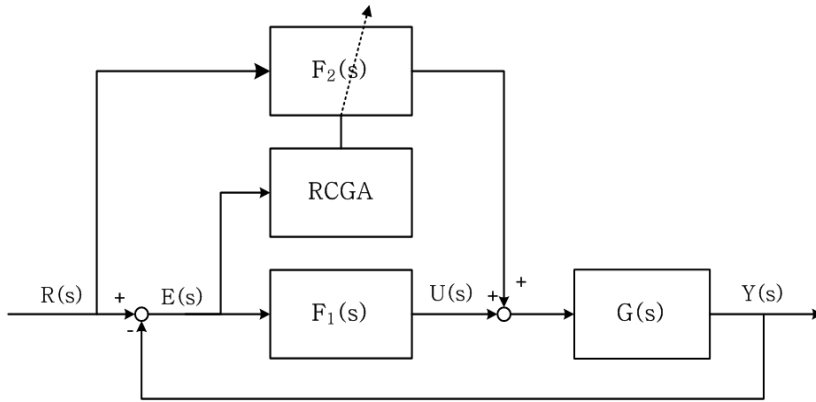 F₂(s)
RCGA
R(s) + E(s) F₁(s) U(s) + + G(s) Y(s)
-